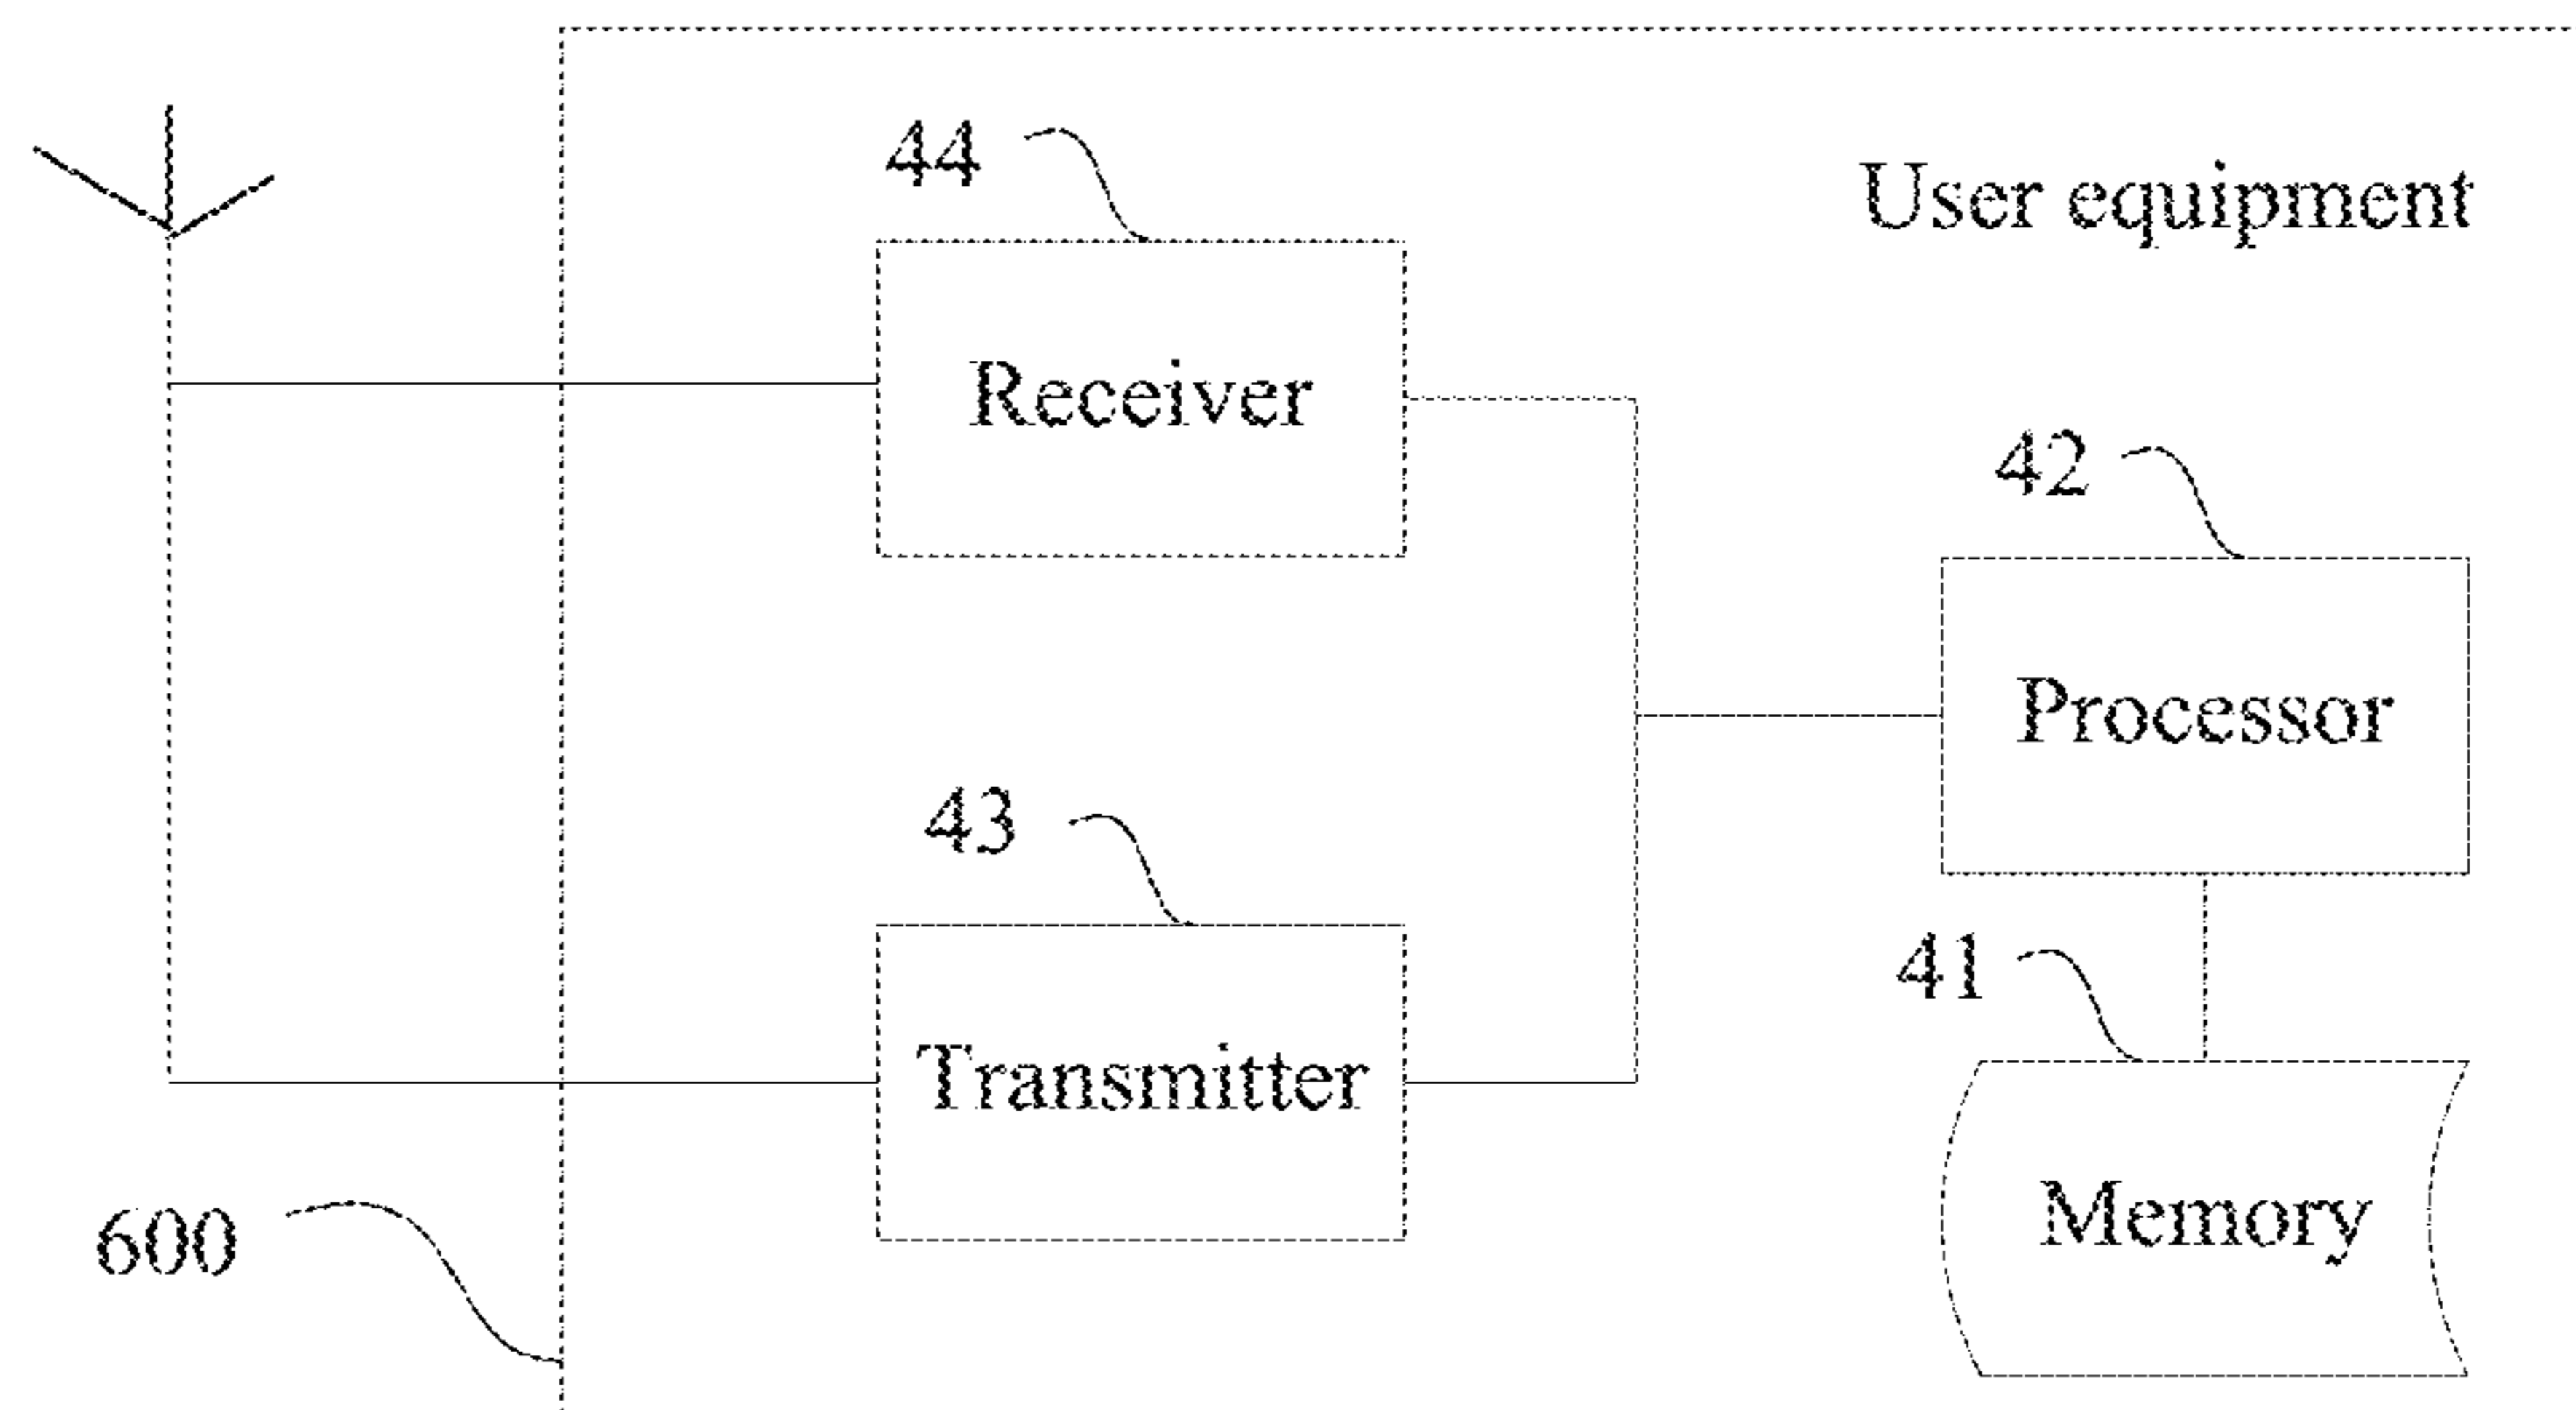 44
User equipment
Receiver
42
Processor
43
41
Transmitter
600
Memory